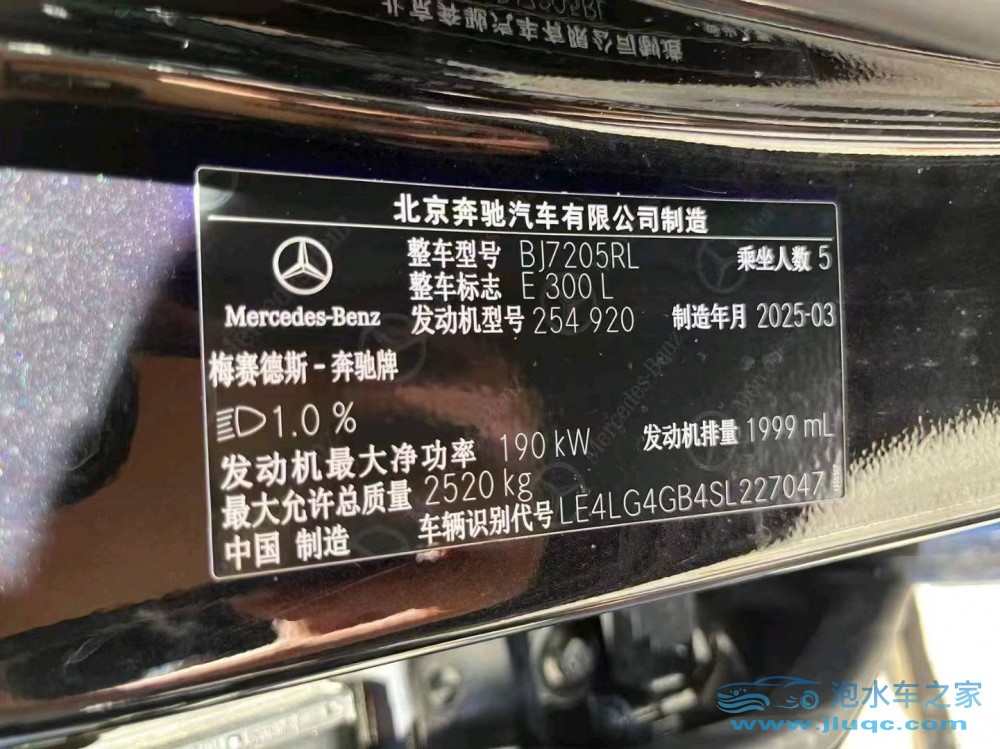 北京奔驰汽车有限公司制造
整车型号 BJ7205RL 乘坐人数 5
整车标志 E 300 L
Mercedes-Benz 发动机型号 254 920 制造年月 2025-03
梅赛德斯-奔驰牌
1.0 %
发动机最大净功率 190 kW 发动机排量 1999 mL
最大允许总质量 2520 kg
中国 制造 车辆识别代号 LE4LG4GB4SL227047
泡水车之家
www.jluqc.com